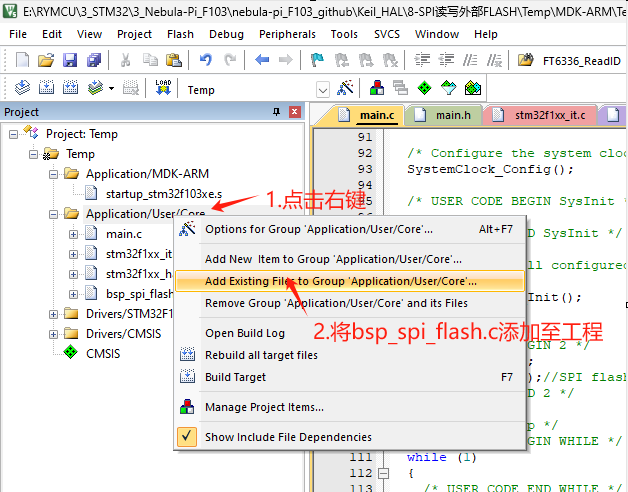 E:\RYMCU\3_STM32\3_Nebula-Pi_F103\nebula-pi_F103_github\Keil_HAL\8-SPI读写外部FLASH\Temp\MDK-ARM\Te
File Edit View Project Flash Debug Peripherals Tools SVCS Window Help
FT6336_ReadID
LOAD
Temp
Project
main.c
main.h
stm32f1xx_it.c
Project: Temp
Temp
Application/MDK-ARM
startup_stm32f103xe.s
Application/User/Core
main.c
stm32f1xx_it
stm32f1xx_h
bsp_spi_flash
Drivers/STM32F1
Drivers/CMSIS
CMSIS
1.点击右键
Options for Group 'Application/User/Core'... Alt+F7
Add New Item to Group 'Application/User/Core'...
Add Existing Files to Group 'Application/User/Core'...
Remove Group 'Application/User/Core' and its Files
2.将bsp_spi_flash.c添加至工程
Open Build Log
Rebuild all target files
Build Target F7
Manage Project Items...
Show Include File Dependencies
91
92 /* Configure the system cloc
93 SystemClock_Config();
94
95 /* USER CODE BEGIN SysInit *
D SysInit */
ll configured
Init();
GIN 2 */
);//SPI flash
D 2 */
p */
GIN WHILE */
111 while (1)
112 {
113 /* USER CODE END WHILE */